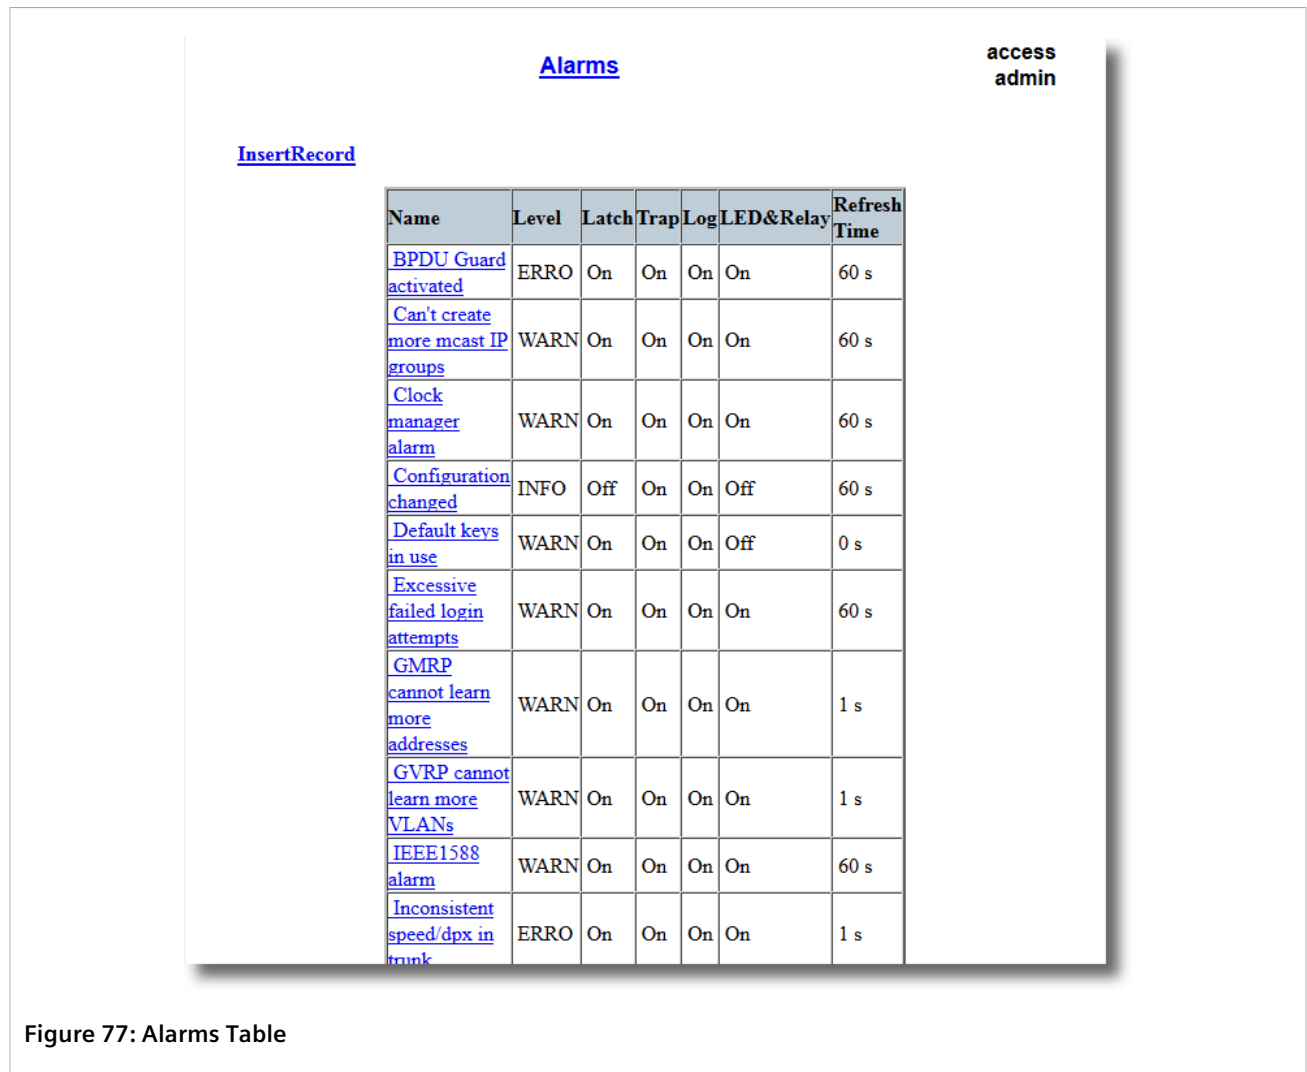 Alarms
access
admin
InsertRecord
Name Level Latch Trap Log LED&Relay Refresh Time
BPDU Guard activated ERRO On On On On 60 s
Can't create more mcast IP groups WARN On On On On 60 s
Clock manager alarm WARN On On On On 60 s
Configuration changed INFO Off On On Off 60 s
Default keys in use WARN On On On Off 0 s
Excessive failed login attempts WARN On On On On 60 s
GMRP cannot learn more addresses WARN On On On On 1 s
GVRP cannot learn more VLANs WARN On On On On 1 s
IEEE1588 alarm WARN On On On On 60 s
Inconsistent speed/dpx in trunk ERRO On On On On 1 s
Figure 77: Alarms Table